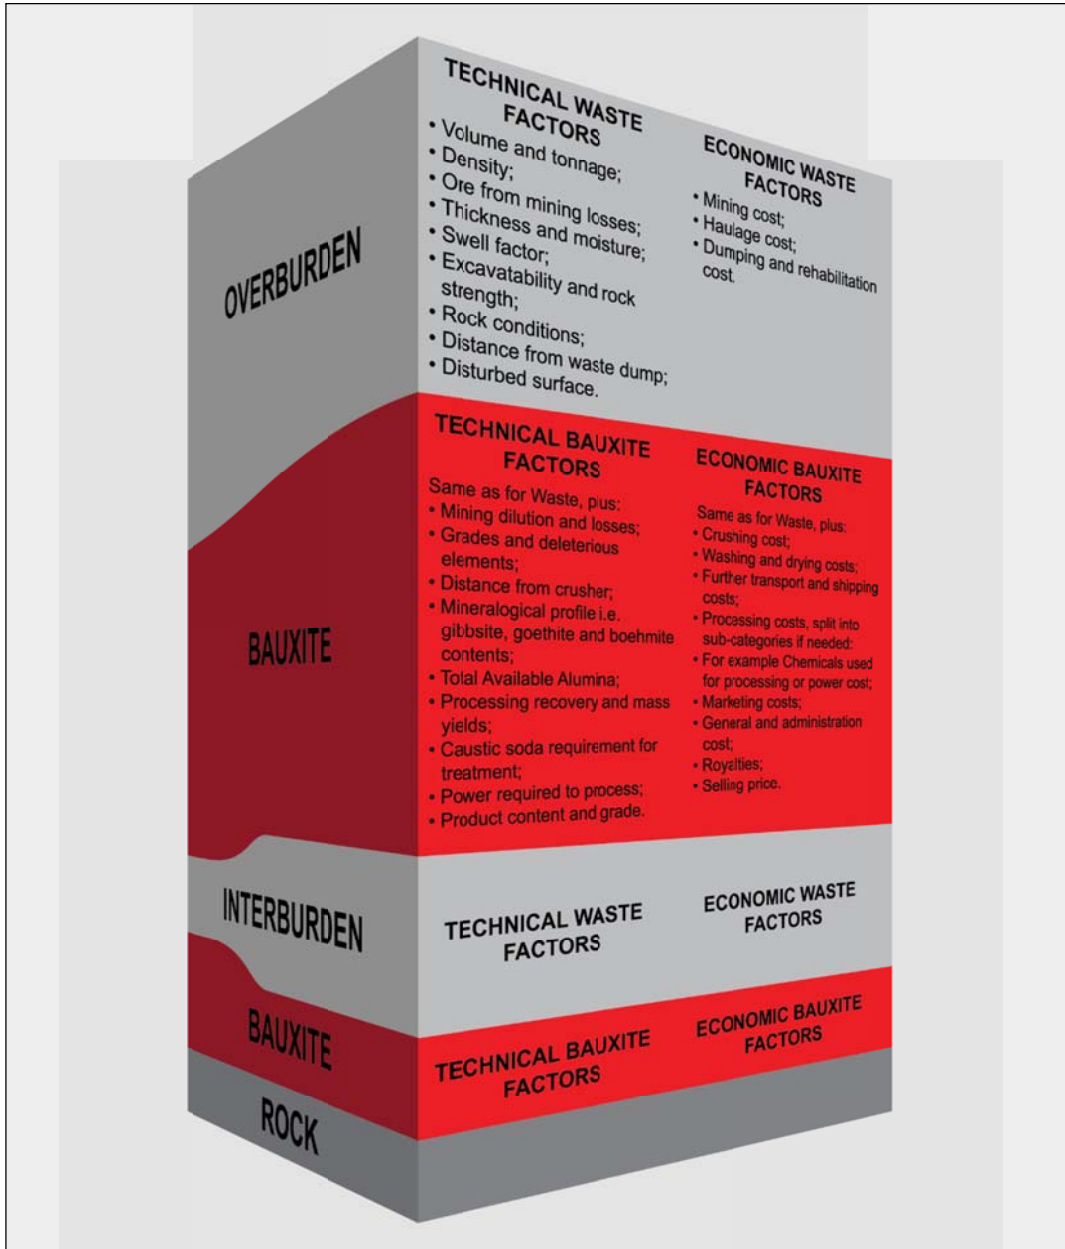 OVERBURDEN
TECHNICAL WASTE
FACTORS
• Volume and tonnage;
• Density;
• Ore from mining losses;
• Thickness and moisture;
• Swell factor;
• Excavatability and rock
strength;
• Rock conditions;
• Distance from waste dump;
• Disturbed surface.
ECONOMIC WASTE
FACTORS
• Mining cost;
• Haulage cost;
• Dumping and rehabilitation
cost.
BAUXITE
TECHNICAL BAUXITE
FACTORS
Same as for Waste, plus:
• Mining dilution and losses;
• Grades and deleterious
elements;
• Distance from crusher;
• Mineralogical profile i.e.
gibbsite, goethite and boehmite
contents;
• Total Available Alumina;
• Processing recovery and mass
yields;
• Caustic soda requirement for
treatment;
• Power required to process;
• Product content and grade.
ECONOMIC BAUXITE
FACTORS
Same as for Waste, plus:
• Crushing cost;
• Washing and drying costs;
• Further transport and shipping
costs;
• Processing costs, split into
sub-categories if needed:
• For example Chemicals used
for processing or power cost;
• Marketing costs;
• General and administration
cost;
• Royalties;
• Selling price.
INTERBURDEN
TECHNICAL WASTE
FACTORS
ECONOMIC WASTE
FACTORS
BAUXITE
TECHNICAL BAUXITE
FACTORS
ECONOMIC BAUXITE
FACTORS
ROCK